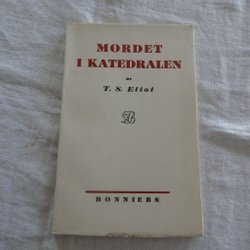 MORDET
I KATEDRALEN
AV
T. S. Eliot
B
BONNIERS